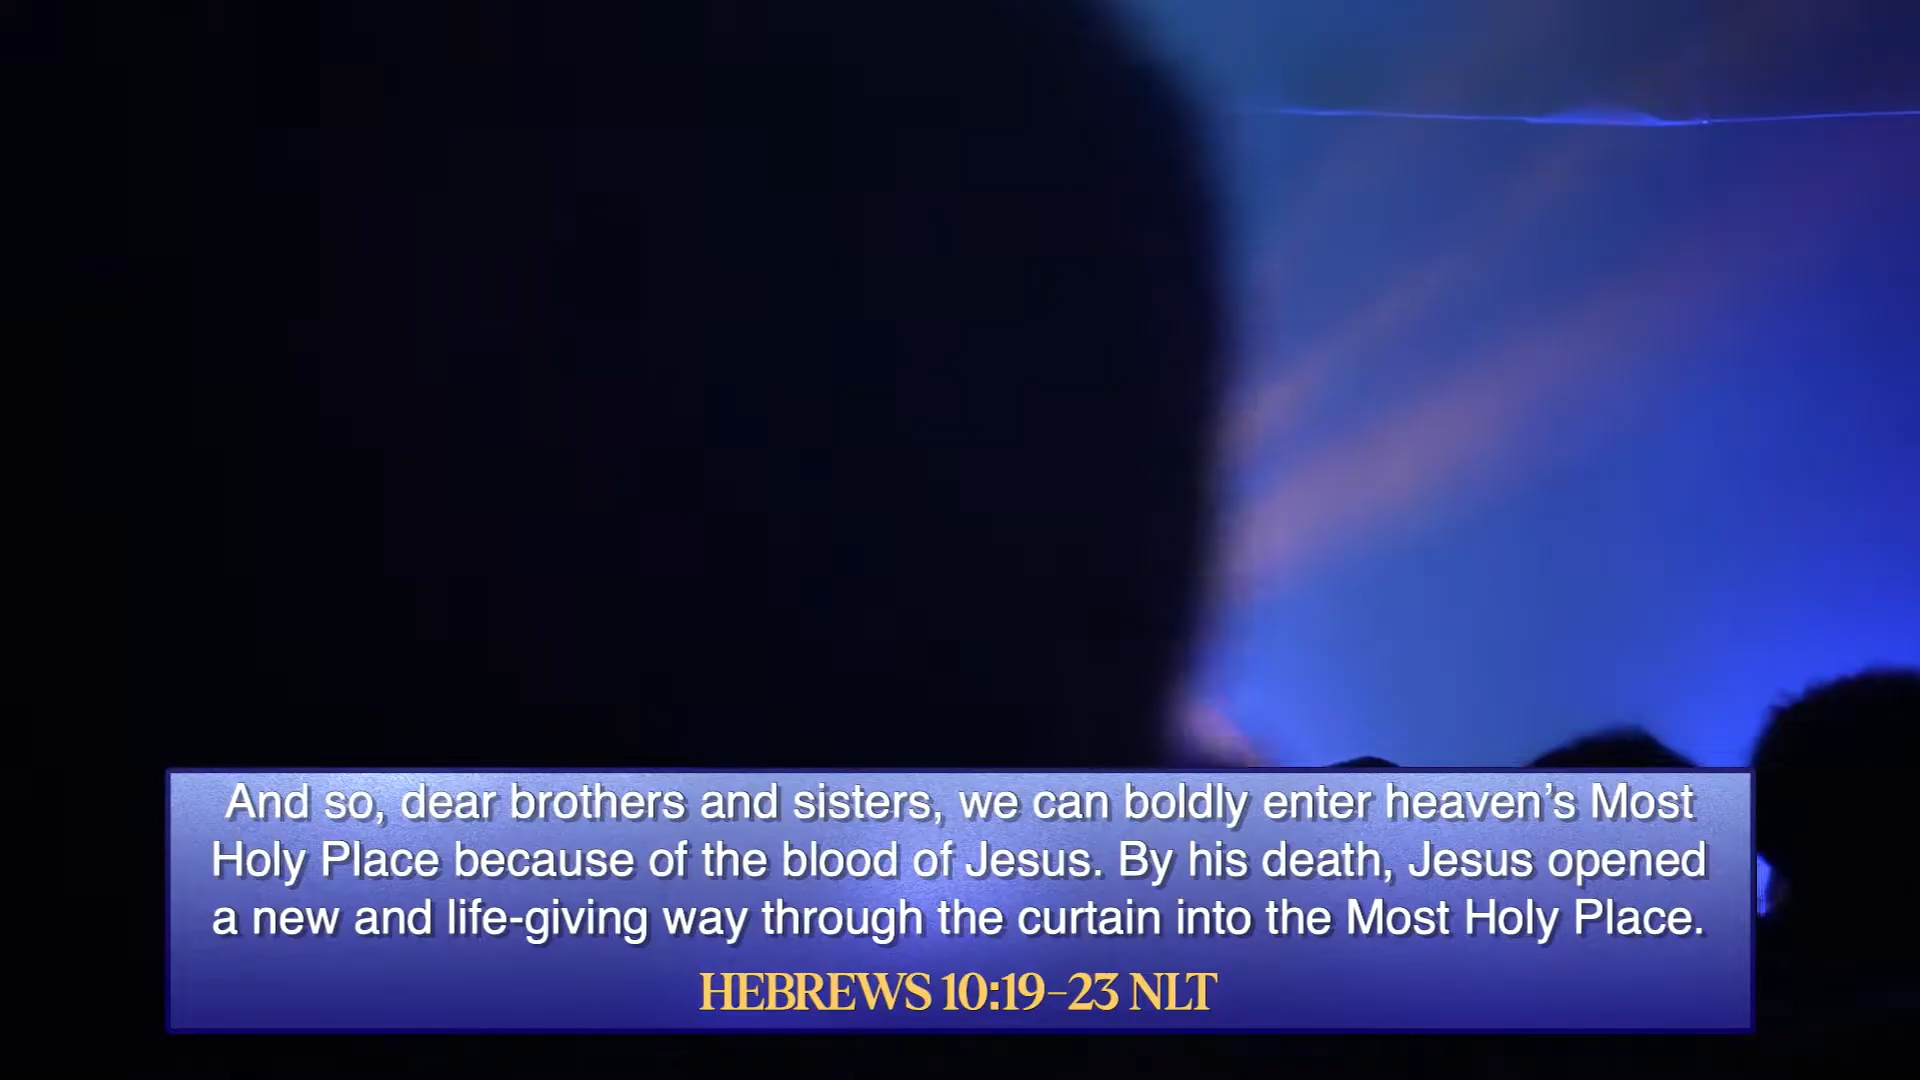 And so, dear brothers and sisters, we can boldly enter heaven’s Most
Holy Place because of the blood of Jesus. By his death, Jesus opened
a new and life-giving way through the curtain into the Most Holy Place.
HEBREWS 10:19–23 NLT